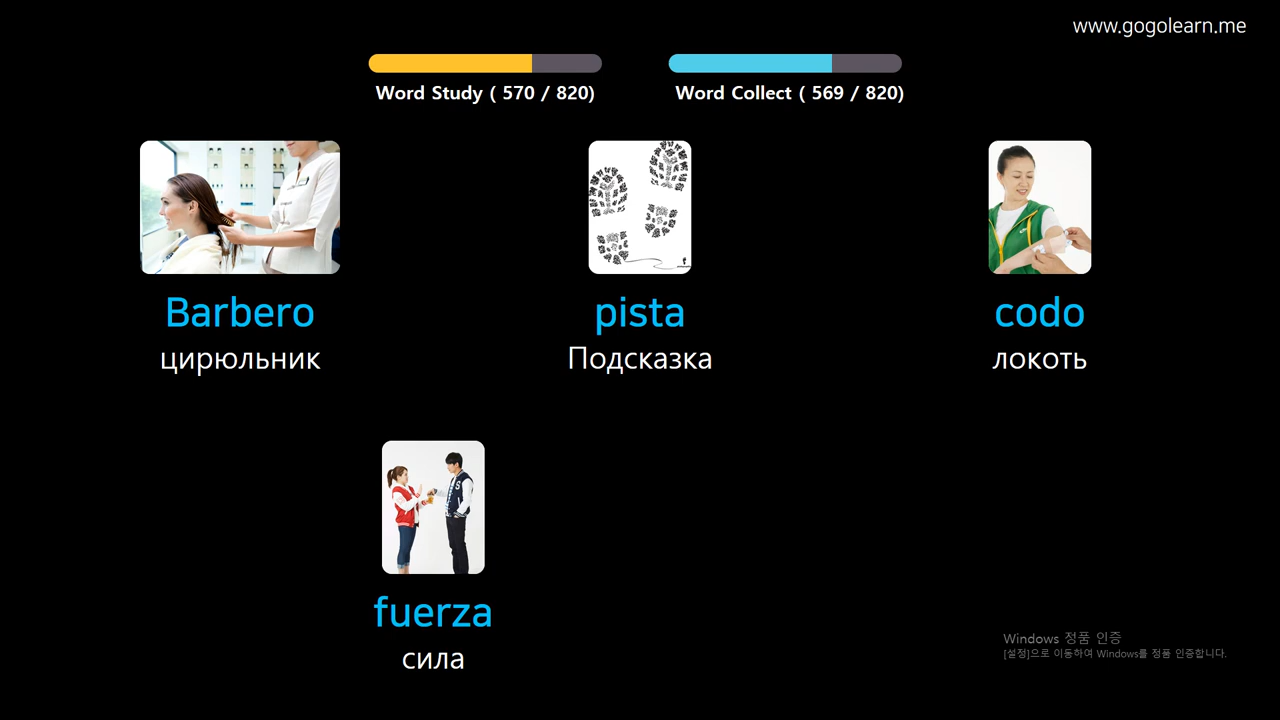 www.gogolearn.me
Word Study ( 570 / 820)
Word Collect ( 569 / 820)
Barbero
цирюльник
pista
Подсказка
codo
локоть
fuerza
сила
Windows 정품 인증
[설정]으로 이동하여 Windows를 정품 인증합니다.